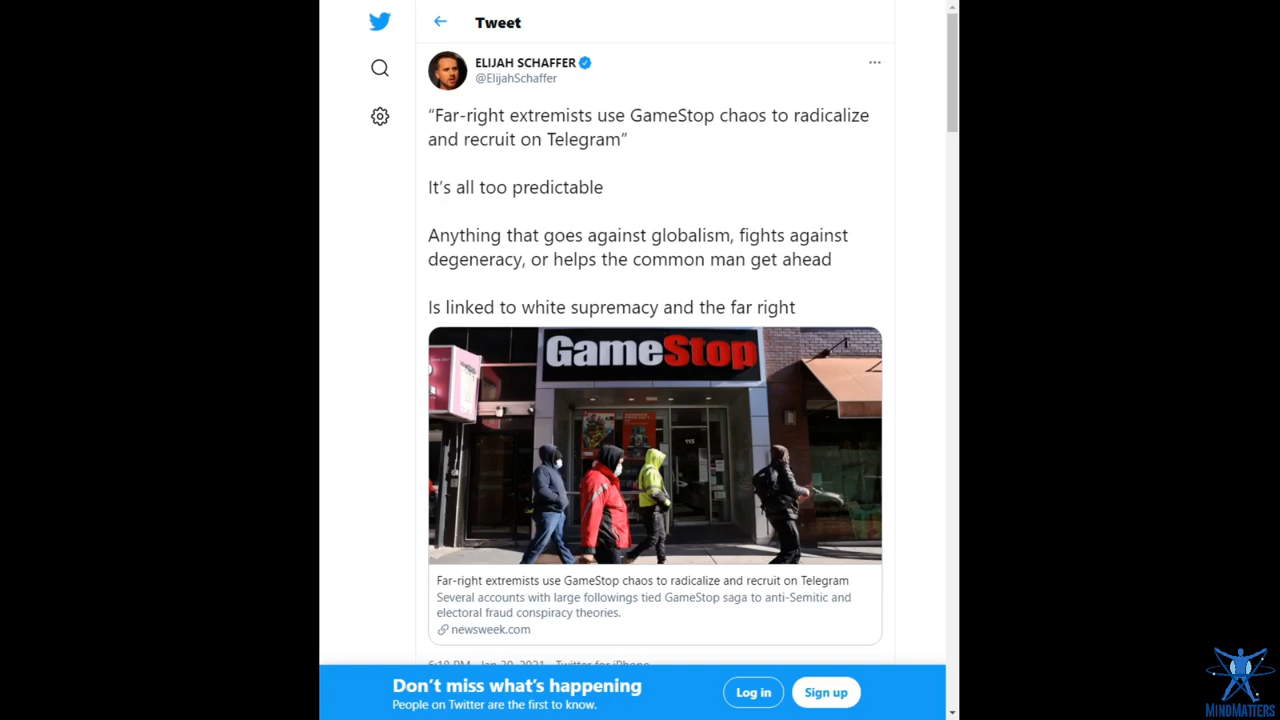 Tweet
ELIJAH SCHAFFER
@ElijahSchaffer
“Far-right extremists use GameStop chaos to radicalize
and recruit on Telegram”
It’s all too predictable
Anything that goes against globalism, fights against
degeneracy, or helps the common man get ahead
Is linked to white supremacy and the far right
GameStop
115
Far-right extremists use GameStop chaos to radicalize and recruit on Telegram
Several accounts with large followings tied GameStop saga to anti-Semitic and
electoral fraud conspiracy theories.
newsweek.com
Don’t miss what’s happening
People on Twitter are the first to know.
Log in
Sign up
MINDMATTERS